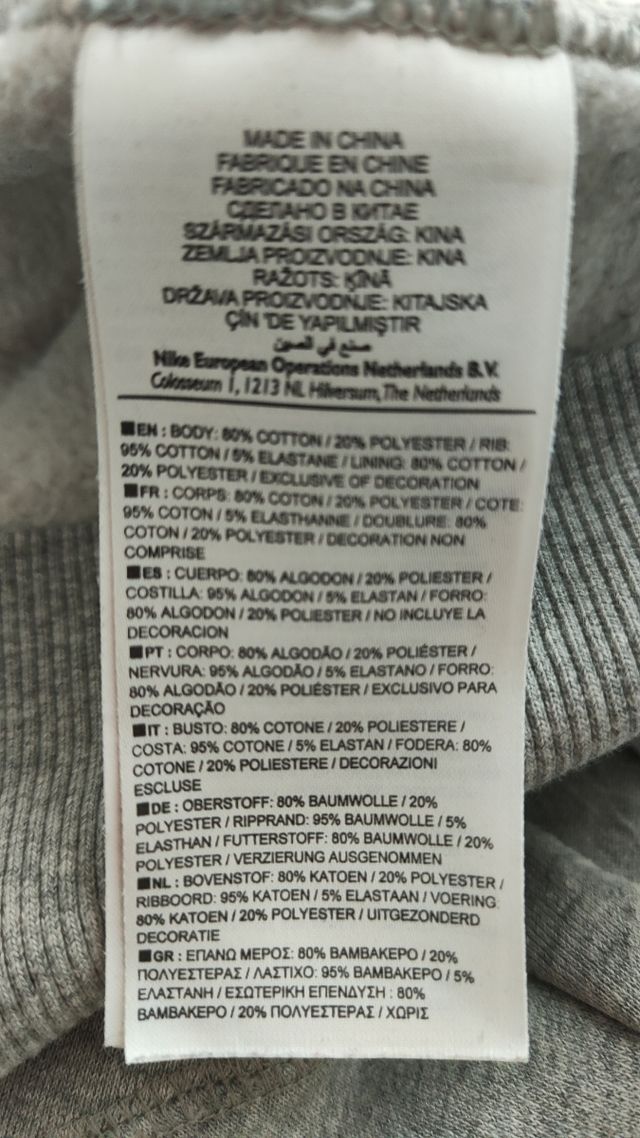 MADE IN CHINA
FABRIQUE EN CHINE
FABRICADO NA CHINA
СДЕЛАНО В КИТАЕ
SZÁRMAZÁSI ORSZÁG: KINA
ZEMLJA PROIZVODNJE: KINA
RAŽOTS: ĶĪNĀ
DRŽAVA PROIZVODNJE: KITAJSKA
ÇİN 'DE YAPILMIŞTIR
صنع في الصين
Nike European Operations Netherlands B.V.
Colosseum 1, 1213 NL Hilversum, The Netherlands
■EN : BODY: 80% COTTON / 20% POLYESTER / RIB:
95% COTTON / 5% ELASTANE / LINING: 80% COTTON /
20% POLYESTER / EXCLUSIVE OF DECORATION
■FR : CORPS: 80% COTON / 20% POLYESTER / COTE:
95% COTON / 5% ELASTHANNE / DOUBLURE: 80%
COTON / 20% POLYESTER / DECORATION NON
COMPRISE
■ES : CUERPO: 80% ALGODON / 20% POLIESTER /
COSTILLA: 95% ALGODON / 5% ELASTAN / FORRO:
80% ALGODON / 20% POLIESTER / NO INCLUYE LA
DECORACION
■PT : CORPO: 80% ALGODÃO / 20% POLIÉSTER /
NERVURA: 95% ALGODÃO / 5% ELASTANO / FORRO:
80% ALGODÃO / 20% POLIÉSTER / EXCLUSIVO PARA
DECORAÇÃO
■IT : BUSTO: 80% COTONE / 20% POLIESTERE /
COSTA: 95% COTONE / 5% ELASTAN / FODERA: 80%
COTONE / 20% POLIESTERE / DECORAZIONI
ESCLUSE
■DE : OBERSTOFF: 80% BAUMWOLLE / 20%
POLYESTER / RIPPRAND: 95% BAUMWOLLE / 5%
ELASTHAN / FUTTERSTOFF: 80% BAUMWOLLE / 20%
POLYESTER / VERZIERUNG AUSGENOMMEN
■NL : BOVENSTOF: 80% KATOEN / 20% POLYESTER /
RIBBOORD: 95% KATOEN / 5% ELASTAAN / VOERING:
80% KATOEN / 20% POLYESTER / UITGEZONDERD
DECORATIE
■GR : ΕΠΑΝΩ ΜΕΡΟΣ: 80% ΒΑΜΒΑΚΕΡΟ / 20%
ΠΟΛΥΕΣΤΕΡΑΣ / ΛΑΣΤΙΧΟ: 95% ΒΑΜΒΑΚΕΡΟ / 5%
ΕΛΑΣΤΑΝΗ / ΕΣΩΤΕΡΙΚΗ ΕΠΕΝΔΥΣΗ : 80%
ΒΑΜΒΑΚΕΡΟ / 20% ΠΟΛΥΕΣΤΕΡΑΣ / ΧΩΡΙΣ